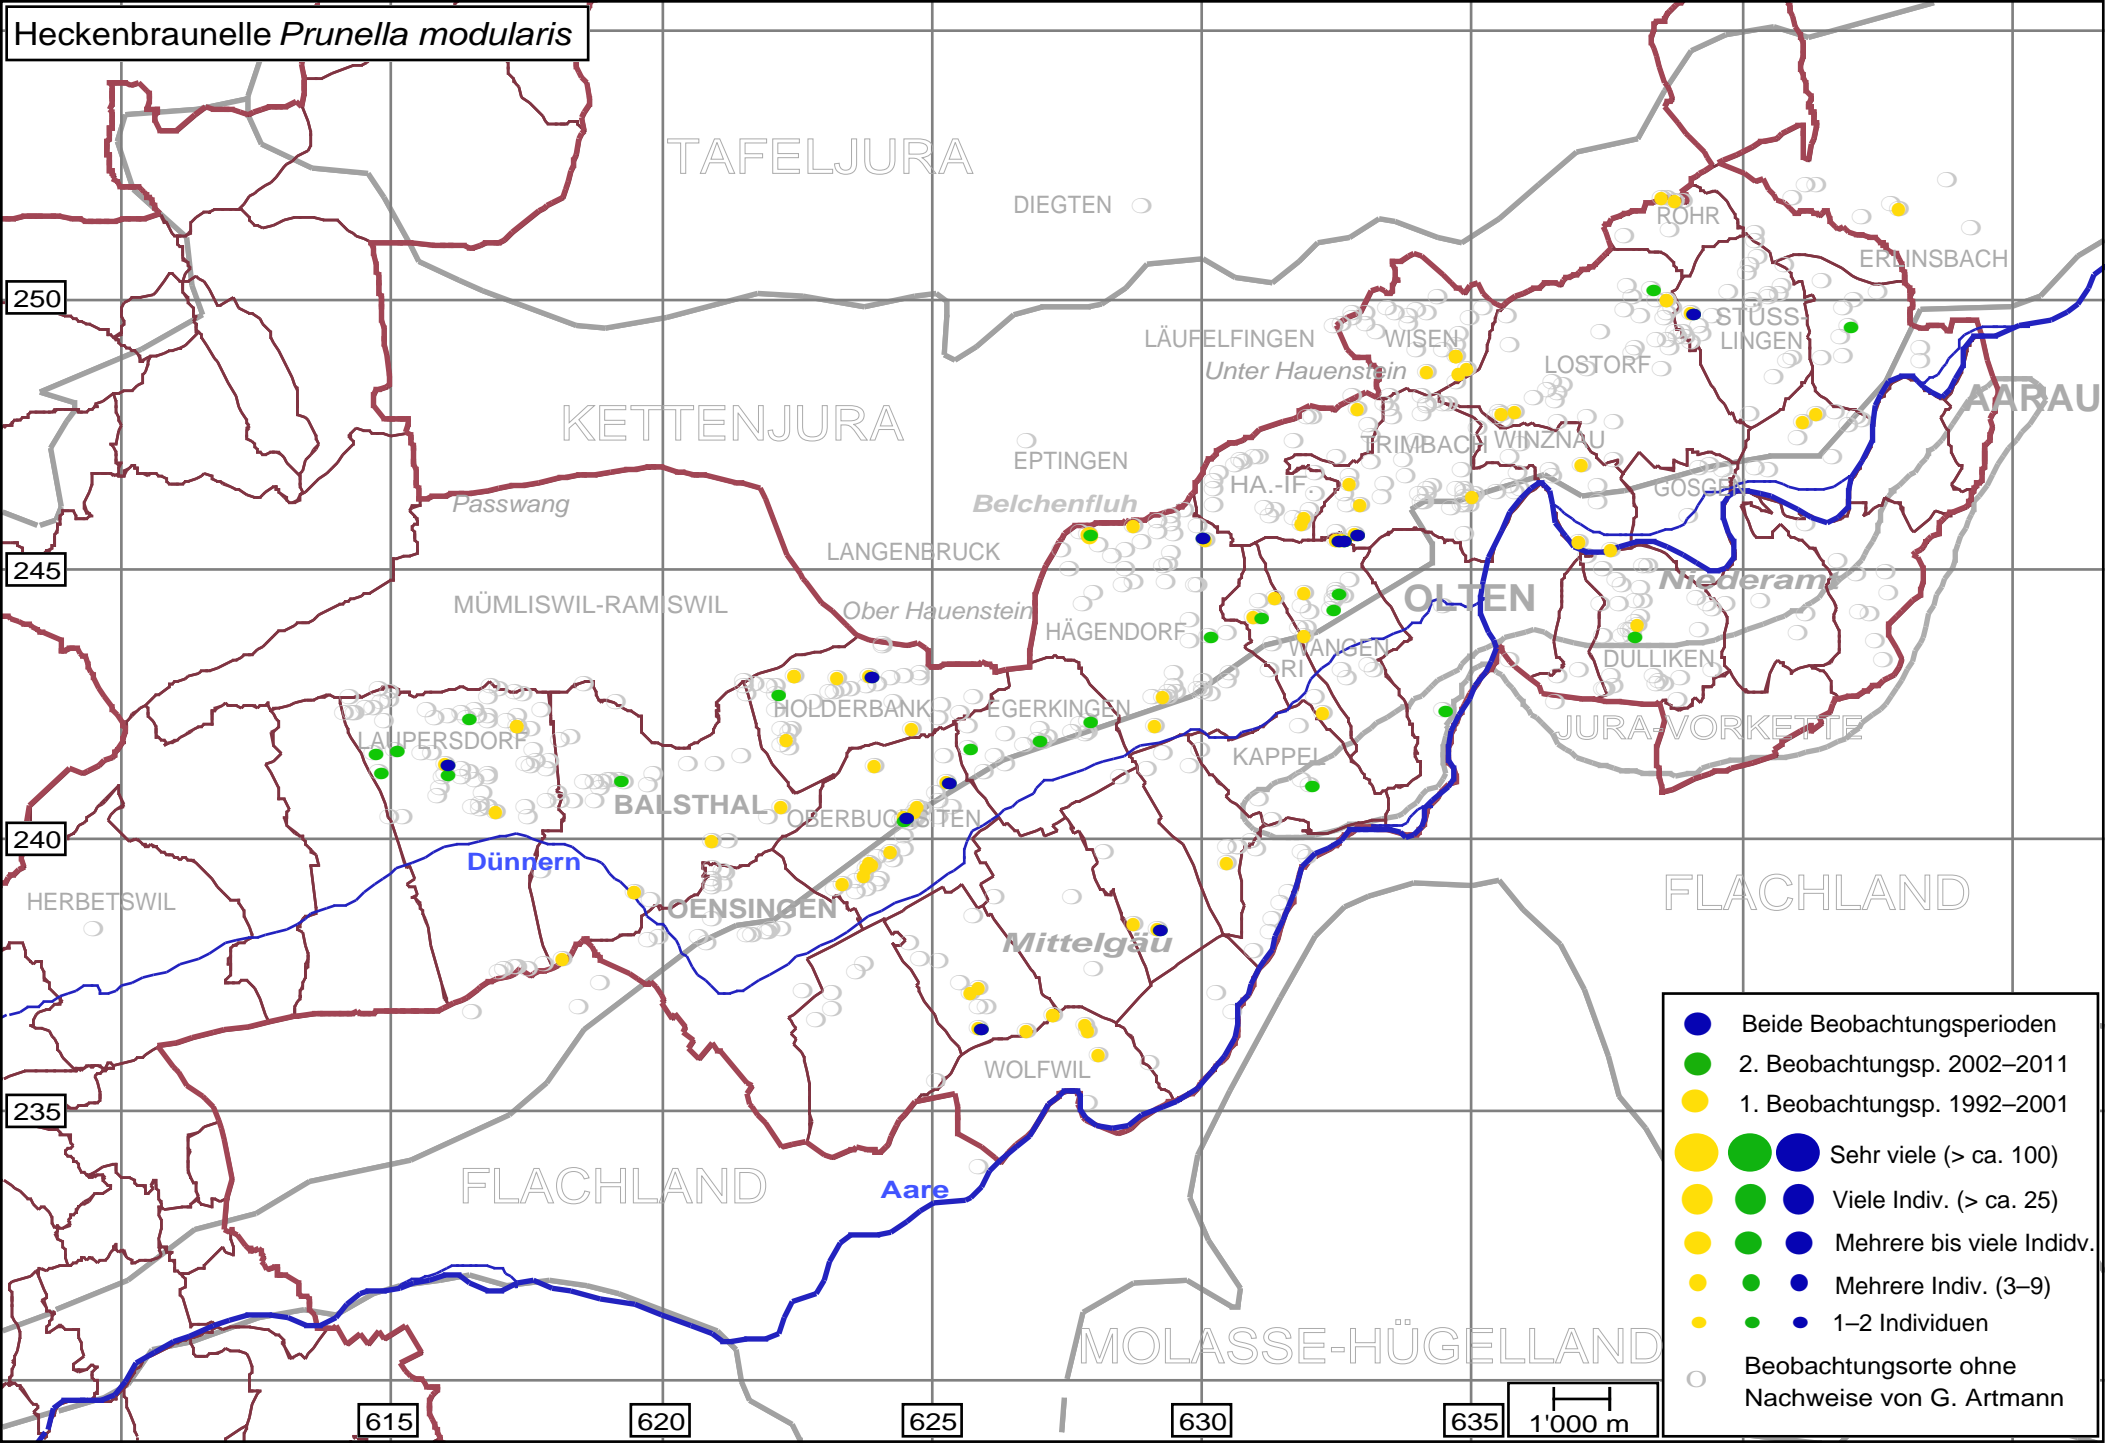 Heckenbraunelle Prunella modularis
TAFELJURA
DIEGTEN
ROHR
ERLINSBACH
250
STÜSS-
LINGEN
LÄUFELFINGEN
WISEN
Unter Hauenstein
LOSTORF
AARAU
KETTENJURA
TRIMBACH
WINZNAU
EPTINGEN
HA.-IF.
GÖSGEN
Belchenfluh
Passwang
LANGENBRUCK
245
Niederamt
OLTEN
MÜMLISWIL-RAMISWIL
Ober Hauenstein
HÄGENDORF
WANGEN
RI
DULLIKEN
HOLDERBANK
EGERKINGEN
JURA-VORKETTE
LAUPERSDORF
KAPPEL
BALSTHAL
OBERBUCHSITEN
240
Dünnern
HERBETSWIL
OENSINGEN
FLACHLAND
Mittelgäu
WOLFWIL
235
FLACHLAND
Aare
MOLASSE-HÜGELLAND
615
620
625
630
635
1'000 m
Beide Beobachtungsperioden
2. Beobachtungsp. 2002–2011
1. Beobachtungsp. 1992–2001
Sehr viele (> ca. 100)
Viele Indiv. (> ca. 25)
Mehrere bis viele Indidv.
Mehrere Indiv. (3–9)
1–2 Individuen
Beobachtungsorte ohne
Nachweise von G. Artmann